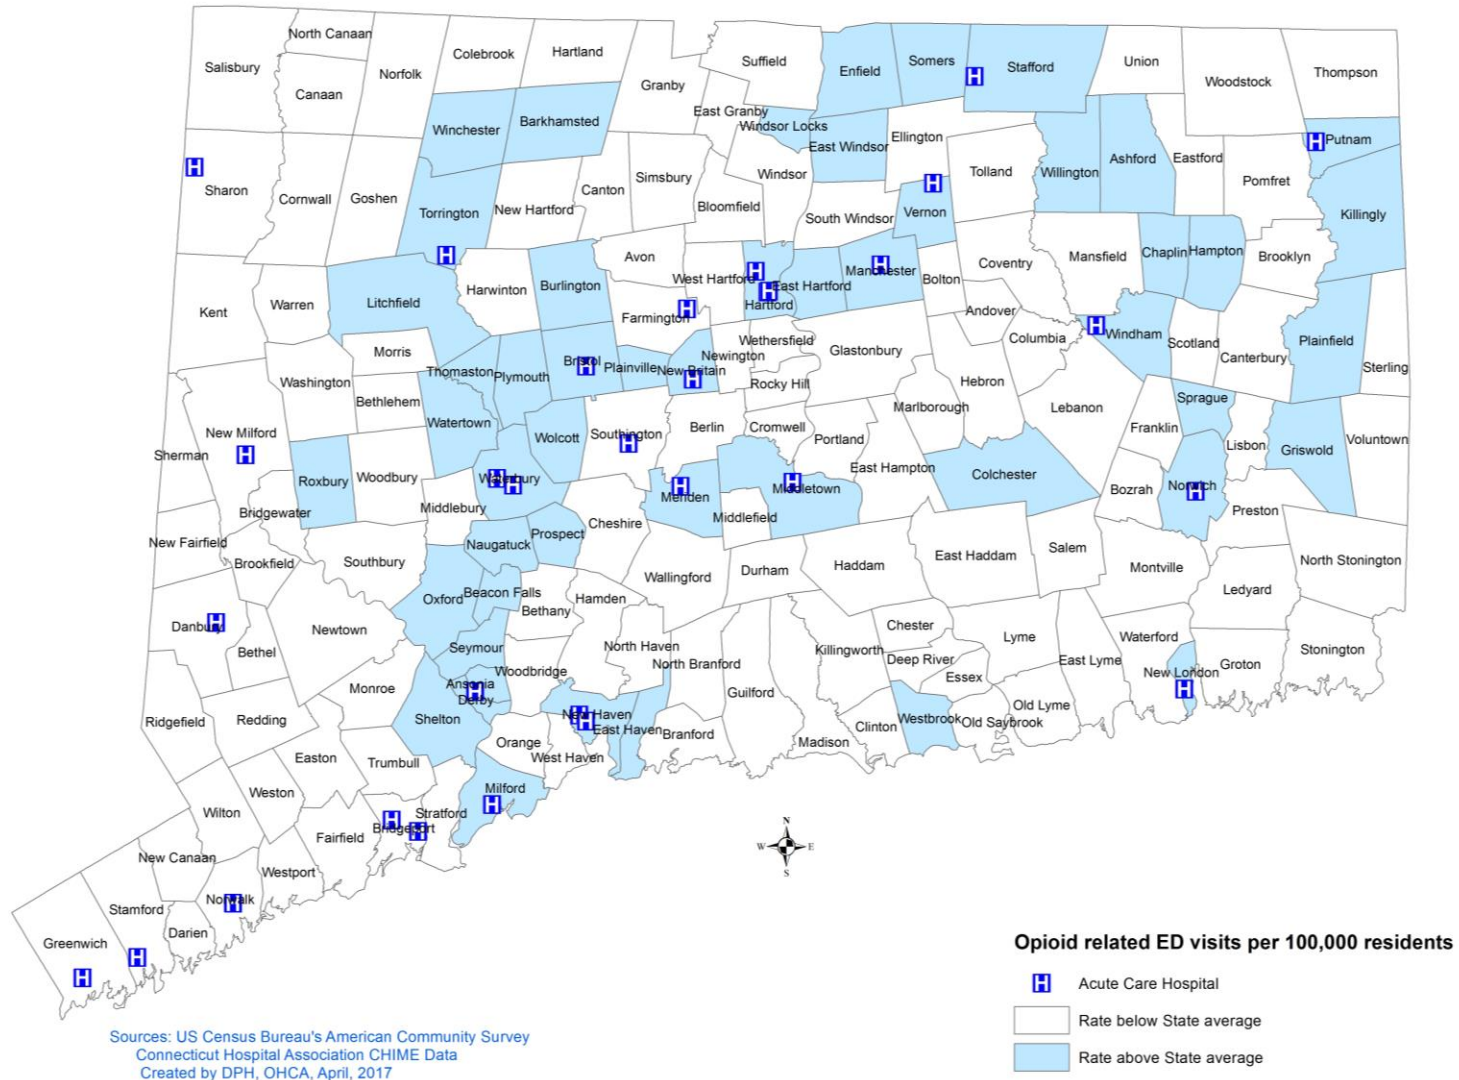 North Canaan
Salisbury
Canaan
Norfolk
Colebrook
Hartland
Granby
Suffield
East Granby
Windsor Locks
Enfield
Somers
H
Stafford
Union
Woodstock
Thompson
Winchester
Barkhamsted
East Windsor
Ellington
Tolland
Willington
Ashford
Eastford
Pomfret
H
Putnam
Killingly
H
Sharon
Cornwall
Goshen
Torrington
H
New Hartford
Canton
Simsbury
Bloomfield
Windsor
South Windsor
H
Vernon
Mansfield
Chaplin
Hampton
Brooklyn
Kent
Warren
Litchfield
Harwinton
Burlington
Avon
West Hartford
H
H
Hartford
East Hartford
H
Manchester
Bolton
Coventry
Andover
Columbia
H
Windham
Scotland
Canterbury
Plainfield
Sterling
Farmington
H
Morris
Washington
Bethlehem
Thomaston
Plymouth
Bristol
H
Plainville
New Britain
H
Newington
Wethersfield
Rocky Hill
Glastonbury
Hebron
Marlborough
Lebanon
Franklin
Sprague
Lisbon
Griswold
Voluntown
New Milford
H
Sherman
Roxbury
Woodbury
Watertown
Wolcott
Southington
H
Berlin
Cromwell
Portland
East Hampton
Colchester
Bozrah
Norwich
H
Preston
Bridgewater
Middlebury
Waterbury
H
H
Cheshire
Meriden
H
Middletown
H
Middlefield
New Fairfield
Brookfield
Southbury
Naugatuck
Prospect
Wallingford
Durham
Haddam
East Haddam
Salem
Montville
Ledyard
North Stonington
Danbury
H
Bethel
Newtown
Oxford
Beacon Falls
Bethany
Hamden
Seymour
Woodbridge
North Haven
North Branford
Guilford
Killingworth
Chester
Deep River
Essex
Lyme
East Lyme
Waterford
New London
H
Groton
Stonington
Ridgefield
Redding
Monroe
Ansonia
H
Derby
Shelton
Orange
New Haven
H
H
East Haven
West Haven
Branford
Madison
Clinton
Westbrook
Old Saybrook
Old Lyme
Easton
Trumbull
Weston
Wilton
Milford
H
Stratford
Bridgeport
H
H
Fairfield
Westport
New Canaan
Norwalk
H
Darien
Stamford
H
Greenwich
H
N
W
E
S
Opioid related ED visits per 100,000 residents
H
Acute Care Hospital
Rate below State average
Rate above State average
Sources: US Census Bureau's American Community Survey
Connecticut Hospital Association CHIME Data
Created by DPH, OHCA, April, 2017